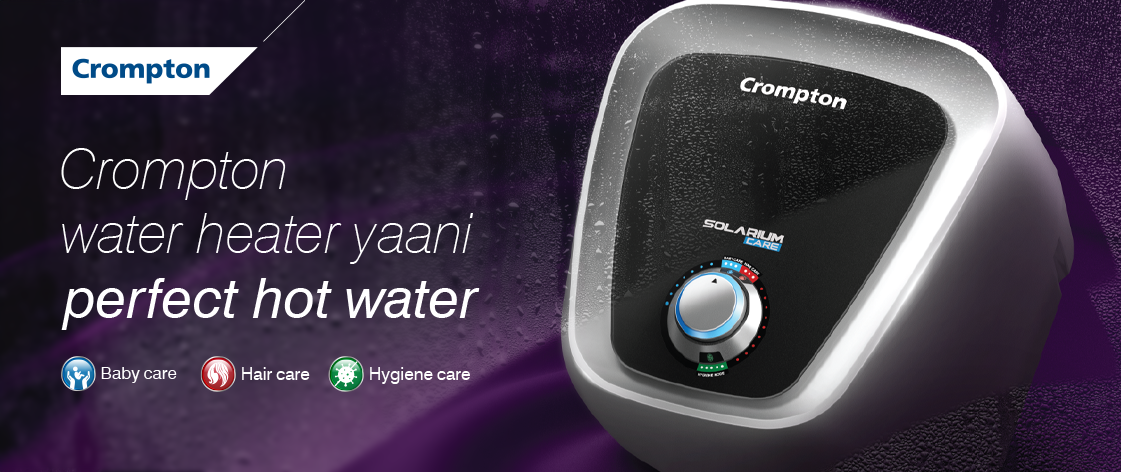 Crompton
Crompton
water heater yaani
perfect hot water
Baby care
Hair care
Hygiene care
Crompton
SOLARIUM
CARE